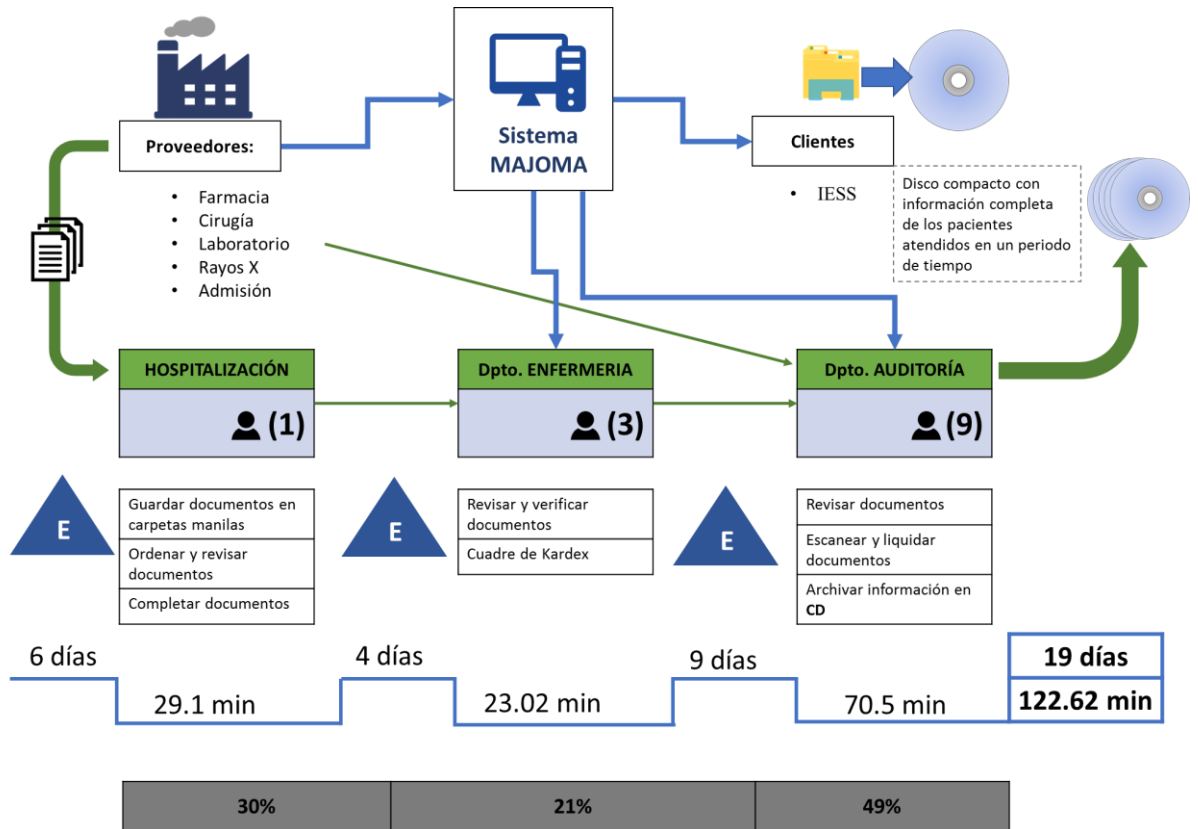 Sistema
MAJOMA
Proveedores:
Clientes
• Farmacia
• Cirugía
• Laboratorio
• Rayos X
• Admisión
• IESS
Disco compacto con
información completa
de los pacientes
atendidos en un periodo
de tiempo
HOSPITALIZACIÓN
(1)
Dpto. ENFERMERIA
(3)
Dpto. AUDITORÍA
(9)
E
Guardar documentos en
carpetas manilas
Ordenar y revisar
documentos
Completar documentos
E
Revisar y verificar
documentos
Cuadre de Kardex
E
Revisar documentos
Escanear y liquidar
documentos
Archivar información en
CD
6 días
29.1 min
4 días
23.02 min
9 días
70.5 min
19 días
122.62 min
30%
21%
49%